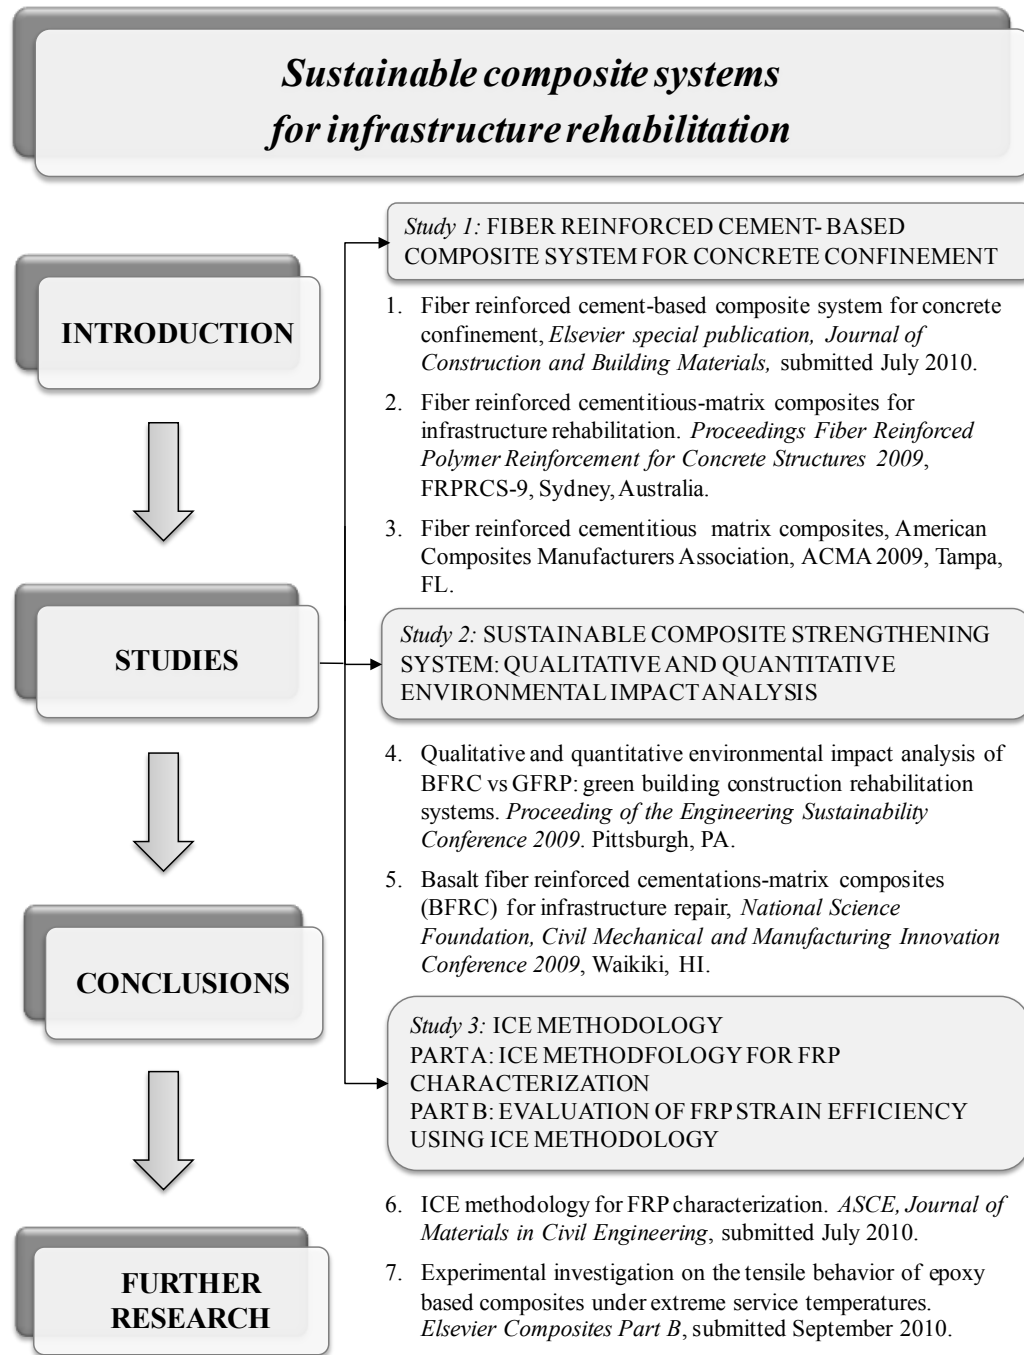 Sustainable composite systems
for infrastructure rehabilitation
INTRODUCTION
STUDIES
CONCLUSIONS
FURTHER
RESEARCH
Study 1: FIBER REINFORCED CEMENT- BASED
COMPOSITE SYSTEM FOR CONCRETE CONFINEMENT
1. Fiber reinforced cement-based composite system for concrete
confinement, Elsevier special publication, Journal of
Construction and Building Materials, submitted July 2010.
2. Fiber reinforced cementitious-matrix composites for
infrastructure rehabilitation. Proceedings Fiber Reinforced
Polymer Reinforcement for Concrete Structures 2009,
FRPRCS-9, Sydney, Australia.
3. Fiber reinforced cementitious matrix composites, American
Composites Manufacturers Association, ACMA 2009, Tampa,
FL.
Study 2: SUSTAINABLE COMPOSITE STRENGTHENING
SYSTEM: QUALITATIVE AND QUANTITATIVE
ENVIRONMENTAL IMPACT ANALYSIS
4. Qualitative and quantitative environmental impact analysis of
BFRC vs GFRP: green building construction rehabilitation
systems. Proceeding of the Engineering Sustainability
Conference 2009. Pittsburgh, PA.
5. Basalt fiber reinforced cementations-matrix composites
(BFRC) for infrastructure repair, National Science
Foundation, Civil Mechanical and Manufacturing Innovation
Conference 2009, Waikiki, HI.
Study 3: ICE METHODOLOGY
PART A: ICE METHODFOLOGY FOR FRP
CHARACTERIZATION
PART B: EVALUATION OF FRP STRAIN EFFICIENCY
USING ICE METHODOLOGY
6. ICE methodology for FRP characterization. ASCE, Journal of
Materials in Civil Engineering, submitted July 2010.
7. Experimental investigation on the tensile behavior of epoxy
based composites under extreme service temperatures.
Elsevier Composites Part B, submitted September 2010.